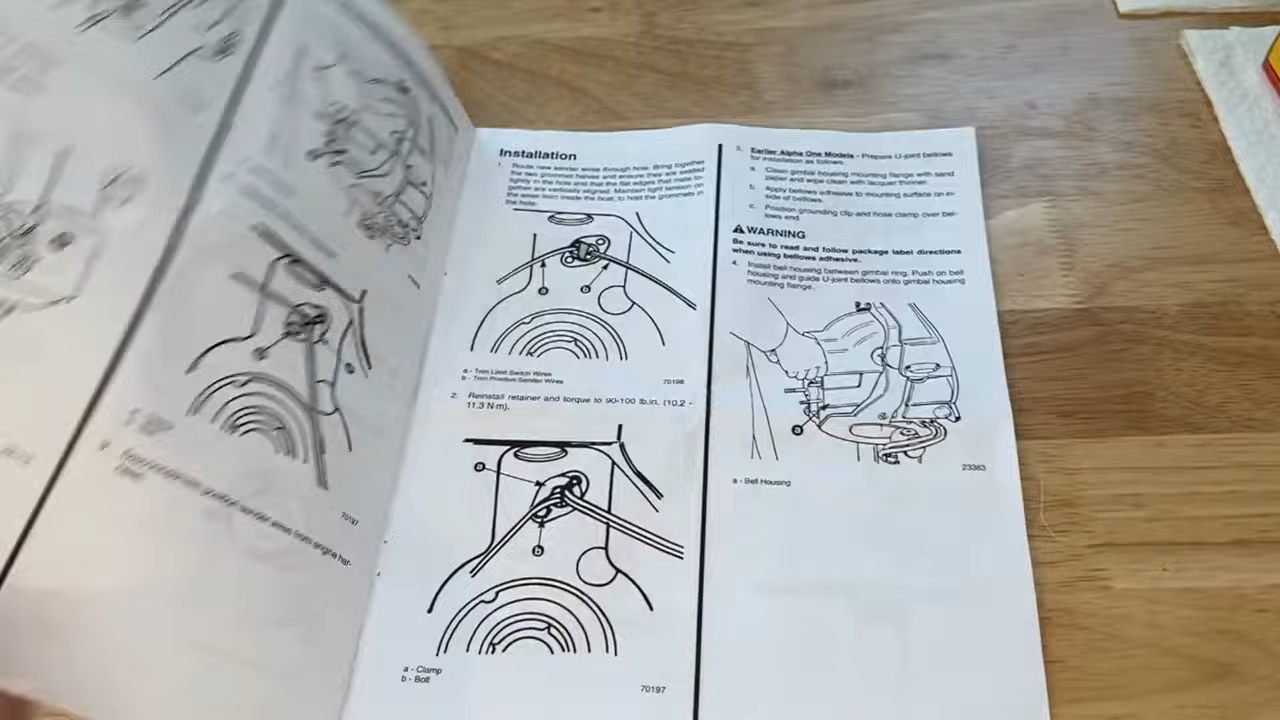 Installation
1. Route new sender wire through hole. Bring together
the two grommet halves and ensure they are seated
tightly in the hole and that the flat edges that mate to-
gether are vertically aligned. Maintain light tension on
the wires from inside the boat, to hold the grommets in
the hole.
a - Trim Limit Switch Wires
b - Trim Position Sender Wires
70198
2. Reinstall retainer and torque to 90-100 lb.in. (10.2 -
11.3 N·m).
a
b
a - Clamp
b - Bolt
70197
3. Earlier Alpha One Models - Prepare U-joint bellows
for installation as follows.
a. Clean gimbal housing mounting flange with sand
paper and wipe clean with lacquer thinner.
b. Apply bellows adhesive to mounting surface on in-
side of bellows.
c. Position grounding clip and hose clamp over bel-
lows end.
WARNING
Be sure to read and follow package label directions
when using bellows adhesive.
4. Install bell housing between gimbal ring. Push on bell
housing and guide U-joint bellows onto gimbal housing
mounting flange.
a
23363
a - Bell Housing